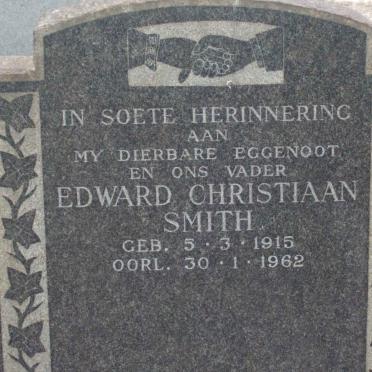 IN SOETE HERINNERING
AAN
MY DIERBARE EGGENOOT
EN ONS VADER
EDWARD CHRISTIAAN
SMITH
GEB. 5 · 3 · 1915
OORL. 30 · 1 · 1962